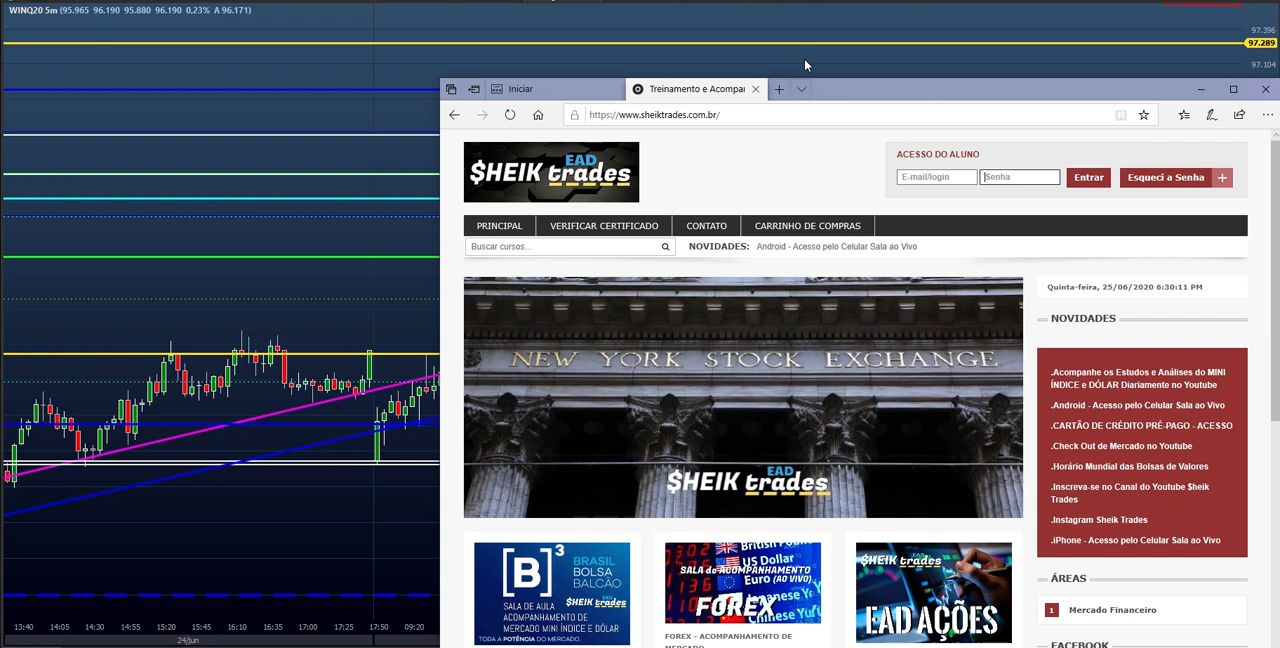 WINQ20 5m (95.965 96.190 95.880 96.190 0,23% A 96.171)
97.396
97.289
97.104
Iniciar
Treinamento e Acompai
https://www.sheiktrades.com.br/
$HEIK EAD trades
ACESSO DO ALUNO
E-mail/login
Senha
Entrar
Esqueci a Senha +
PRINCIPAL
VERIFICAR CERTIFICADO
CONTATO
CARRINHO DE COMPRAS
Buscar cursos...
NOVIDADES: Android - Acesso pelo Celular Sala ao Vivo
NEW YORK STOCK EXCHANGE
$HEIK EAD trades
Quinta-feira, 25/06/2020 6:30:11 PM
NOVIDADES
.Acompanhe os Estudos e Análises do MINI
ÍNDICE e DÓLAR Diariamente no Youtube
.Android - Acesso pelo Celular Sala ao Vivo
.CARTÃO DE CRÉDITO PRÉ-PAGO - ACESSO
.Check Out de Mercado no Youtube
.Horário Mundial das Bolsas de Valores
.Inscreva-se no Canal do Youtube $heik
Trades
.Instagram Sheik Trades
.iPhone - Acesso pelo Celular Sala ao Vivo
ÁREAS
1 Mercado Financeiro
FACEBOOK
[B]3
BRASIL
BOLSA
BALCÃO
SALA DE AULA
ACOMPANHAMENTO DE
MERCADO MINI ÍNDICE E DÓLAR
$HEIK EAD trades
TODA A POTÊNCIA DO MERCADO.
British Pound
US Dollar
SALA de ACOMPANHAMENTO
Euro (AO VIVO)
FOREX
FOREX - ACOMPANHAMENTO DE
MERCADO
$HEIK EAD trades
EAD AÇÕES
13:40 14:05 14:30 14:55 15:20 15:45 16:10 16:35 17:00 17:25 17:50 09:20
24/jun